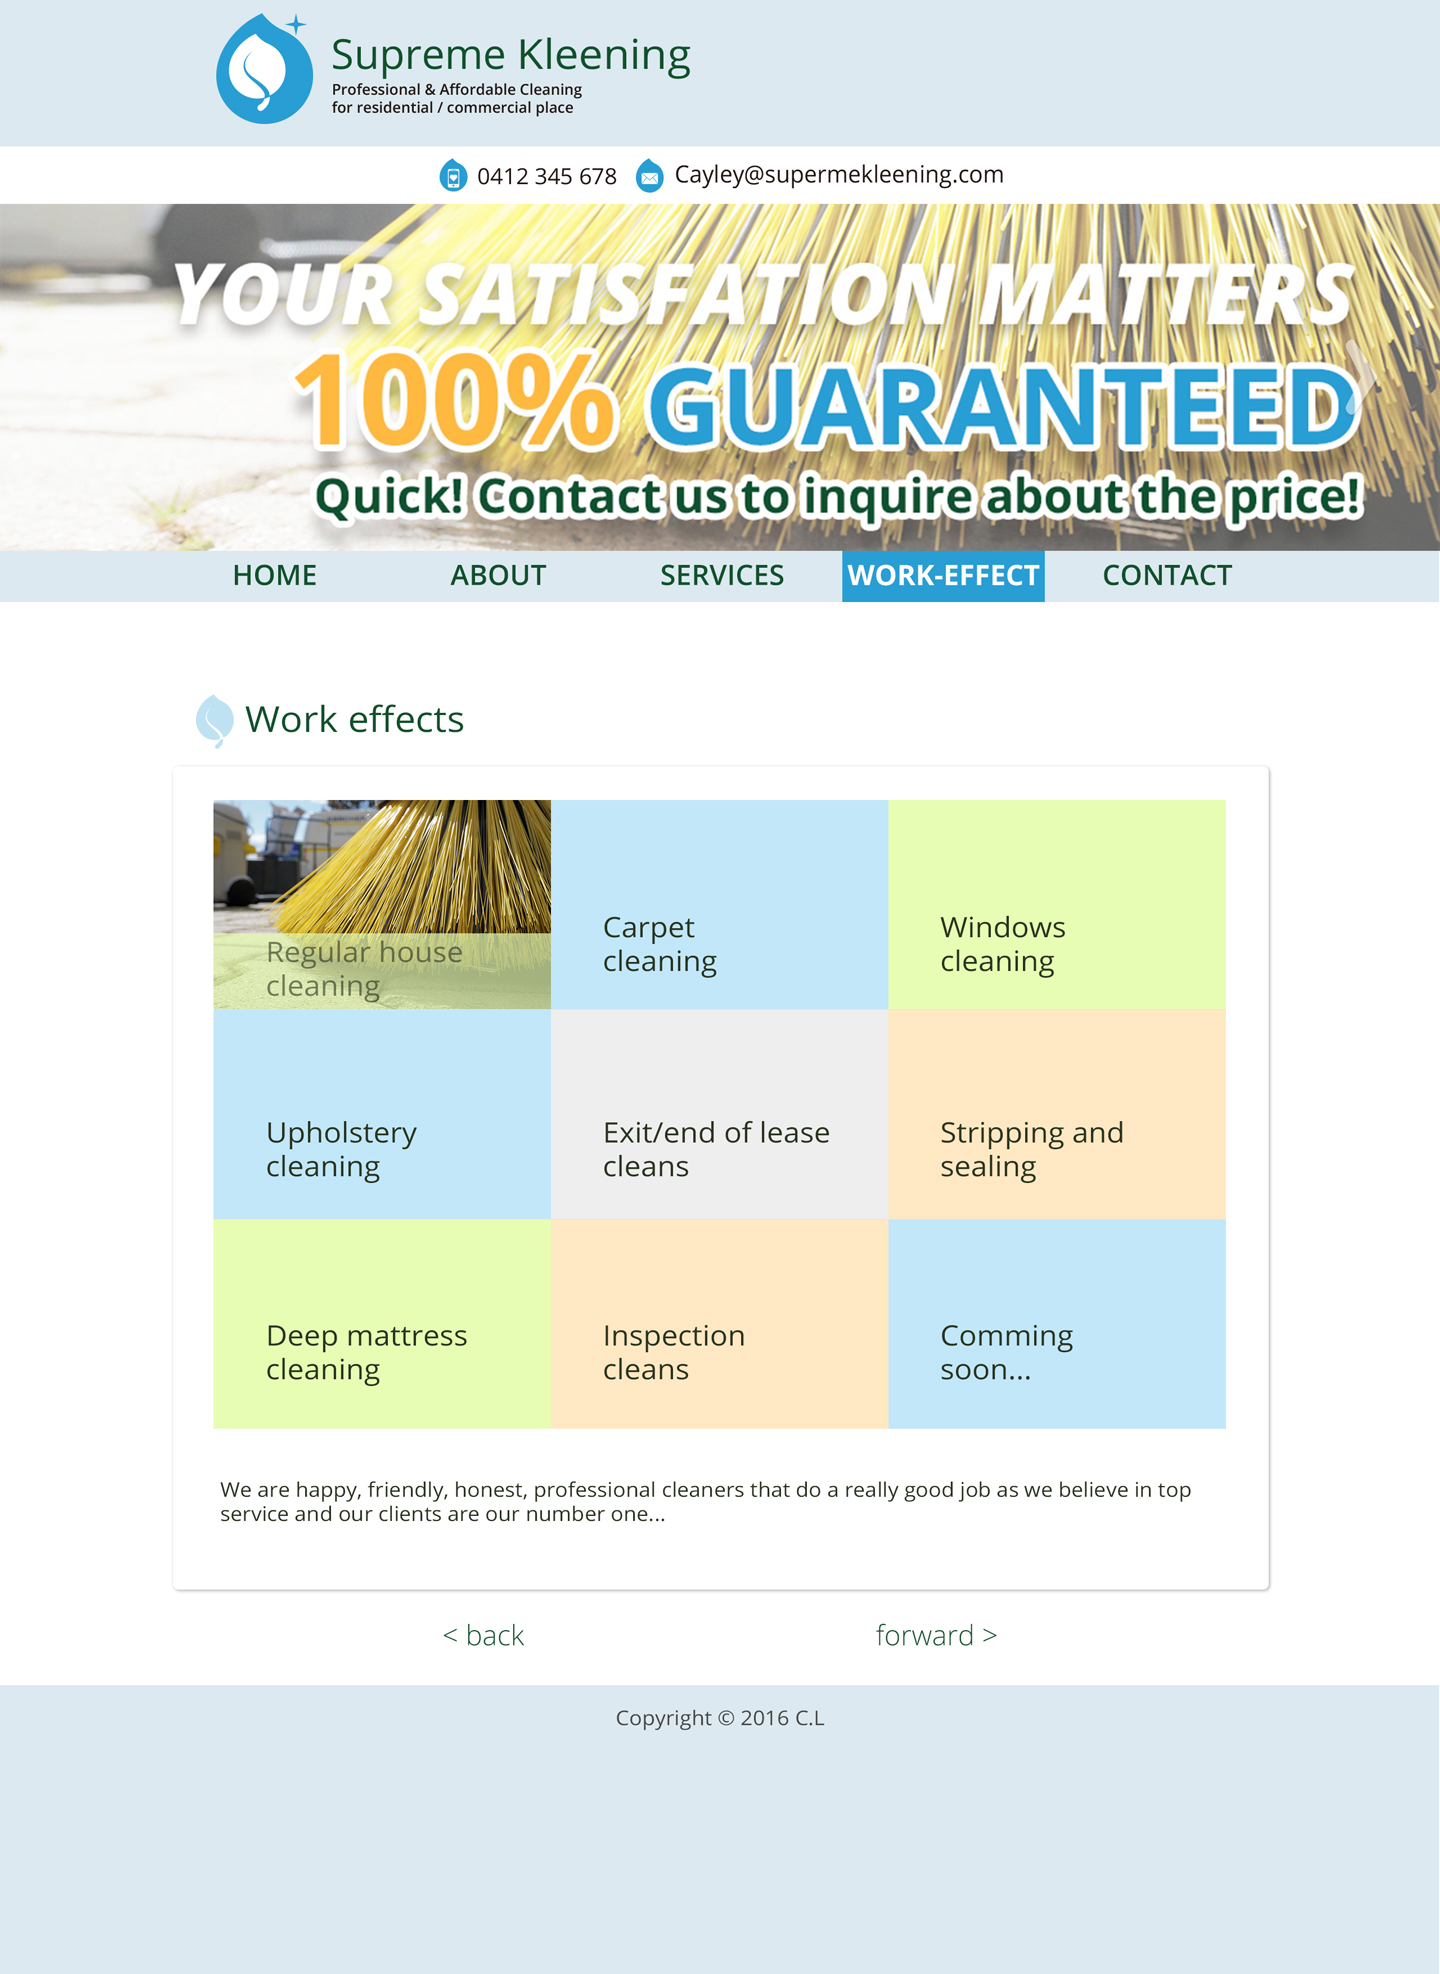 Supreme Kleening
Professional & Affordable Cleaning
for residential / commercial place
0412 345 678 Cayley@supermekleening.com
YOUR SATISFATION MATTERS
100% GUARANTEED
Quick! Contact us to inquire about the price!
HOME ABOUT SERVICES WORK-EFFECT CONTACT
Work effects
Regular house
cleaning
Carpet
cleaning
Windows
cleaning
Upholstery
cleaning
Exit/end of lease
cleans
Stripping and
sealing
Deep mattress
cleaning
Inspection
cleans
Comming
soon...
We are happy, friendly, honest, professional cleaners that do a really good job as we believe in top
service and our clients are our number one...
< back forward >
Copyright © 2016 C.L